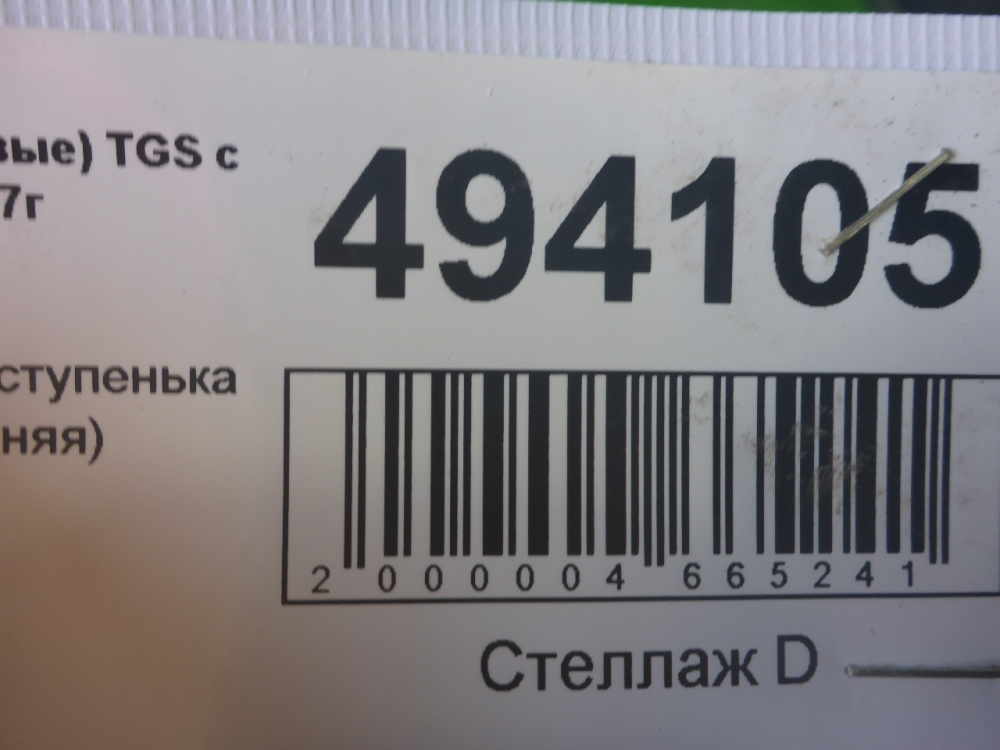 вые) TGS с
7г
494105
ступенька
няя)
2 000004 665241
Стеллаж D